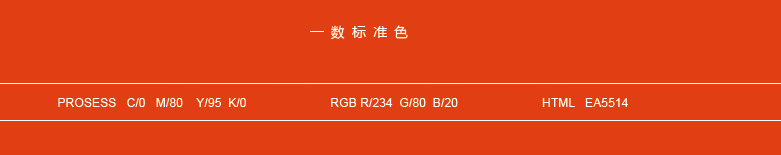 一数标准色
PROSESS C/0 M/80 Y/95 K/0 RGB R/234 G/80 B/20 HTML EA5514